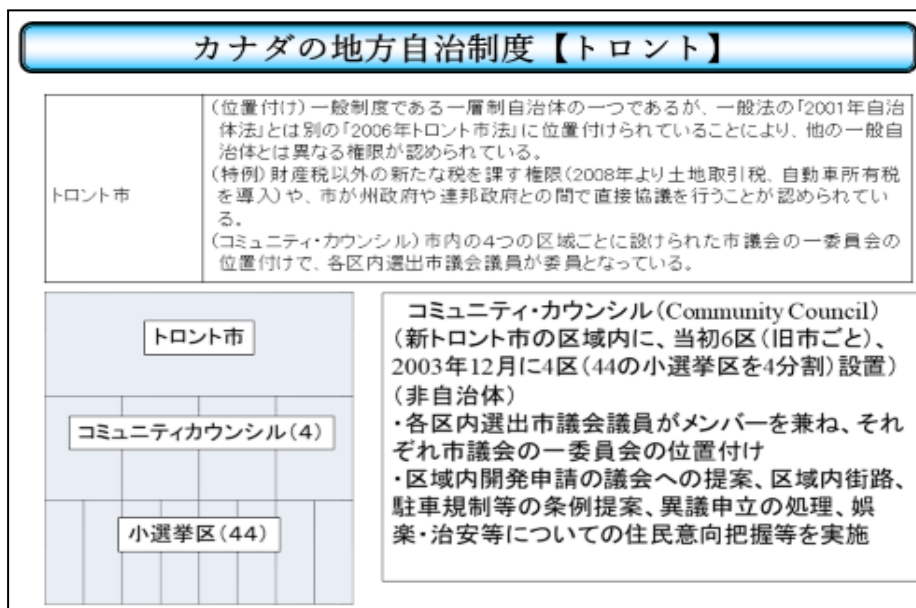 カナダの地方自治制度【トロント】
トロント市
(位置付け)一般制度である一層制自治体の一つであるが、一般法の「2001年自治
体法」とは別の「2006年トロント市法」に位置付けられていることにより、他の一般自
治体とは異なる権限が認められている。
(特例)財産税以外の新たな税を課す権限(2008年より土地取引税、自動車所有税
を導入)や、市が州政府や連邦政府との間で直接協議を行うことが認められてい
る。
(コミュニティ・カウンシル)市内の4つの区域ごとに設けられた市議会の一委員会の
位置付けで、各区内選出市議会議員が委員となっている。
トロント市
コミュニティカウンシル(4)
小選挙区(44)
コミュニティ・カウンシル(Community Council)
(新トロント市の区域内に、当初6区(旧市ごと)、
2003年12月に4区(44の小選挙区を4分割)設置)
(非自治体)
・各区内選出市議会議員がメンバーを兼ね、それ
ぞれ市議会の一委員会の位置付け
・区域内開発申請の議会への提案、区域内街路、
駐車規制等の条例提案、異議申立の処理、娯
楽・治安等についての住民意向把握等を実施